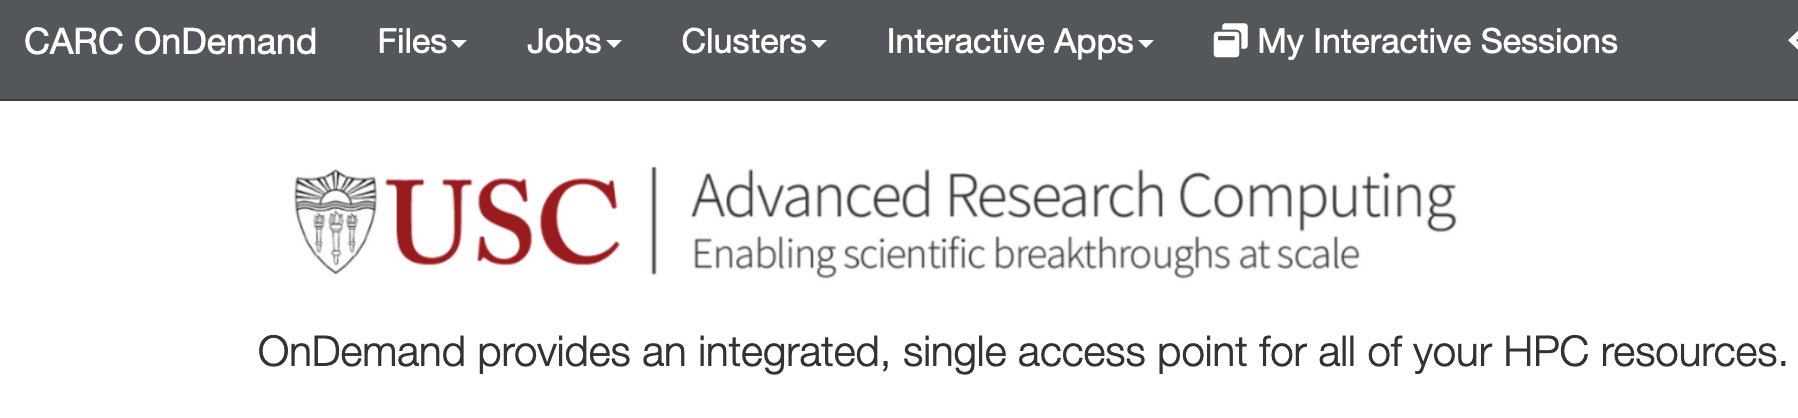 CARC OnDemand Files Jobs Clusters Interactive Apps My Interactive Sessions
USC Advanced Research Computing
Enabling scientific breakthroughs at scale
OnDemand provides an integrated, single access point for all of your HPC resources.